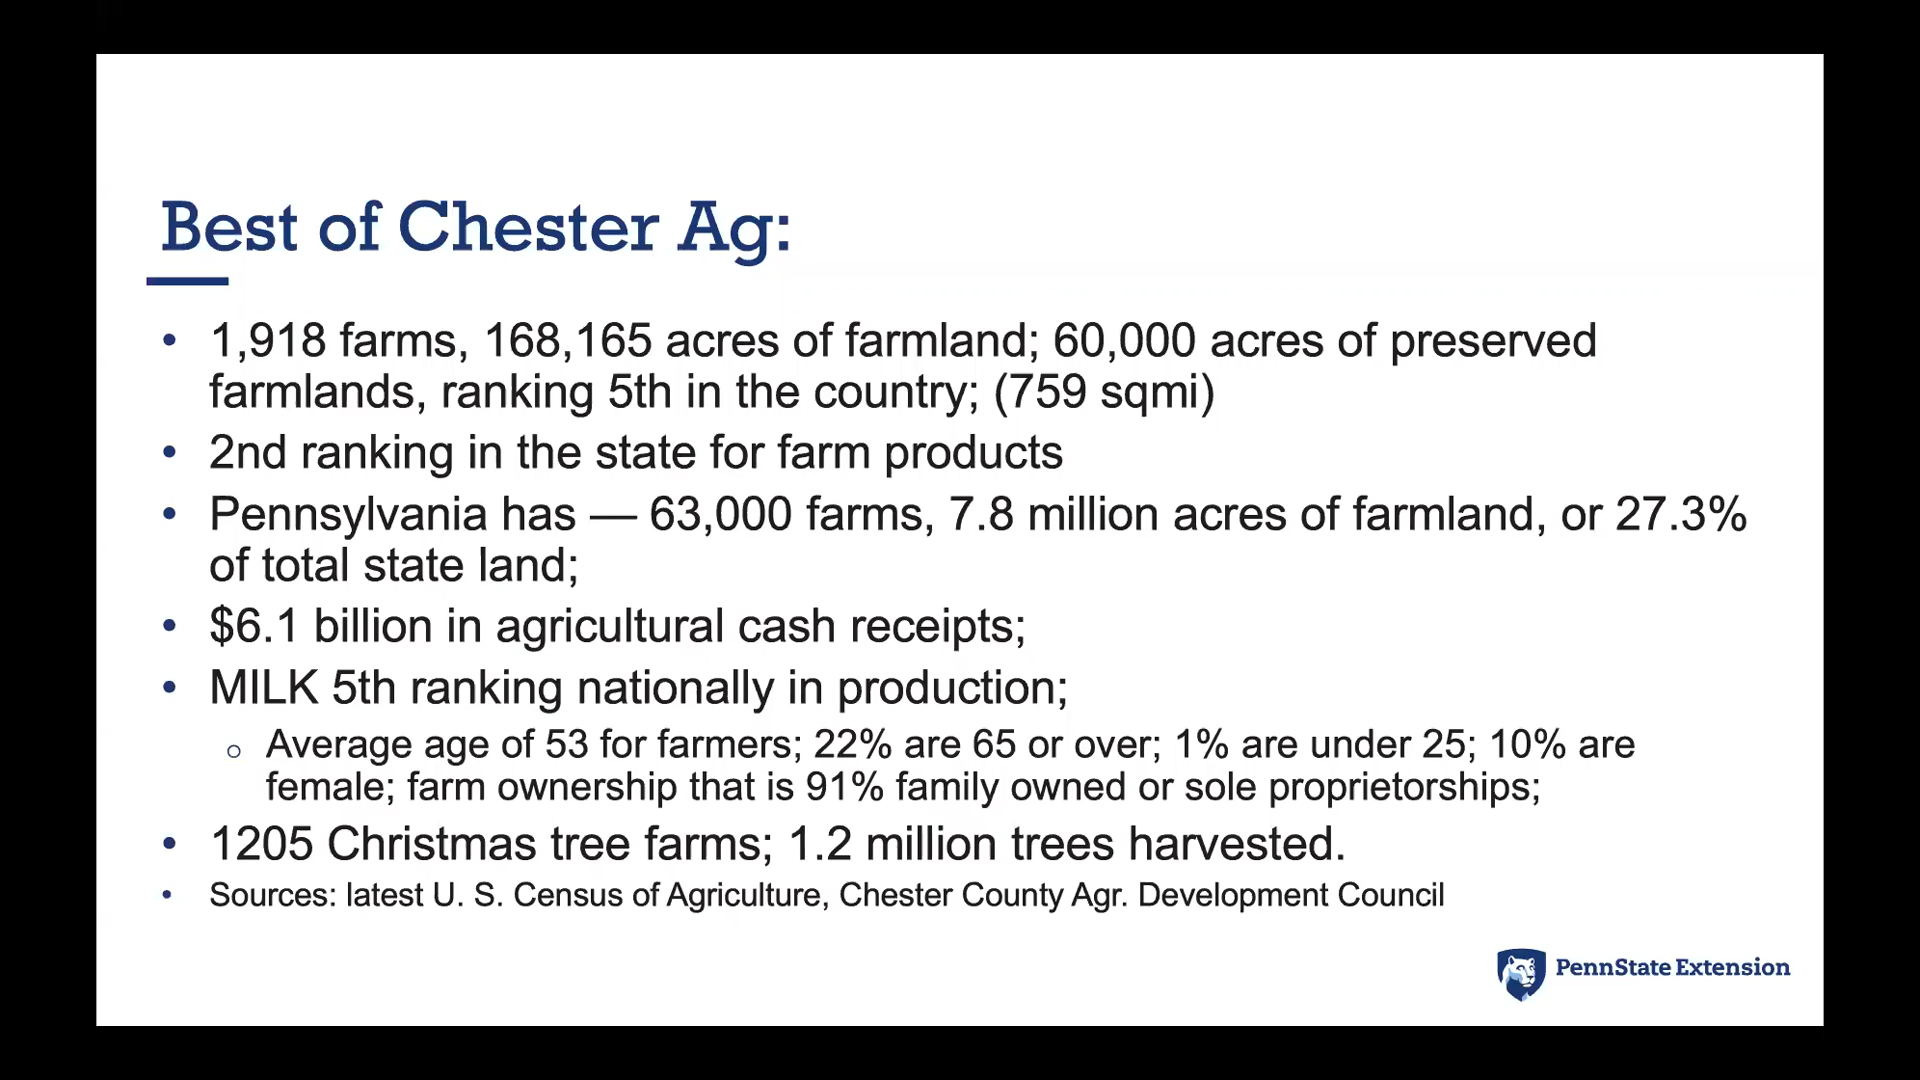 Best of Chester Ag:
• 1,918 farms, 168,165 acres of farmland; 60,000 acres of preserved
farmlands, ranking 5th in the country; (759 sqmi)
• 2nd ranking in the state for farm products
• Pennsylvania has — 63,000 farms, 7.8 million acres of farmland, or 27.3%
of total state land;
• $6.1 billion in agricultural cash receipts;
• MILK 5th ranking nationally in production;
○ Average age of 53 for farmers; 22% are 65 or over; 1% are under 25; 10% are
female; farm ownership that is 91% family owned or sole proprietorships;
• 1205 Christmas tree farms; 1.2 million trees harvested.
• Sources: latest U. S. Census of Agriculture, Chester County Agr. Development Council
PennState Extension